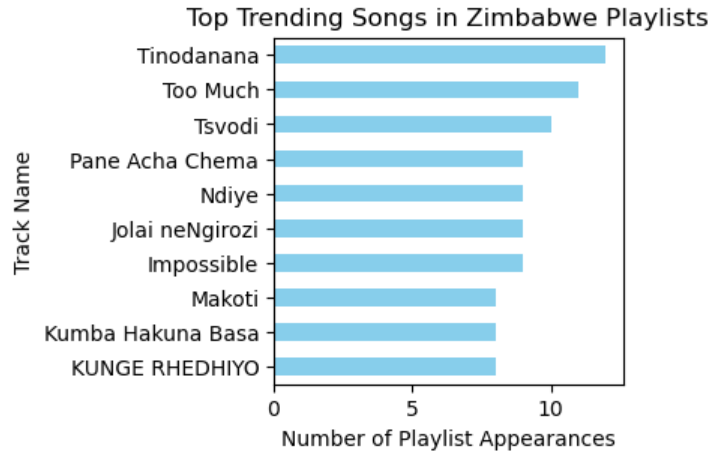 Top Trending Songs in Zimbabwe Playlists
Track Name
Tinodanana
Too Much
Tsvodi
Pane Acha Chema
Ndiye
Jolai neNgirozi
Impossible
Makoti
Kumba Hakuna Basa
KUNGE RHEDHIYO
0 5 10
Number of Playlist Appearances